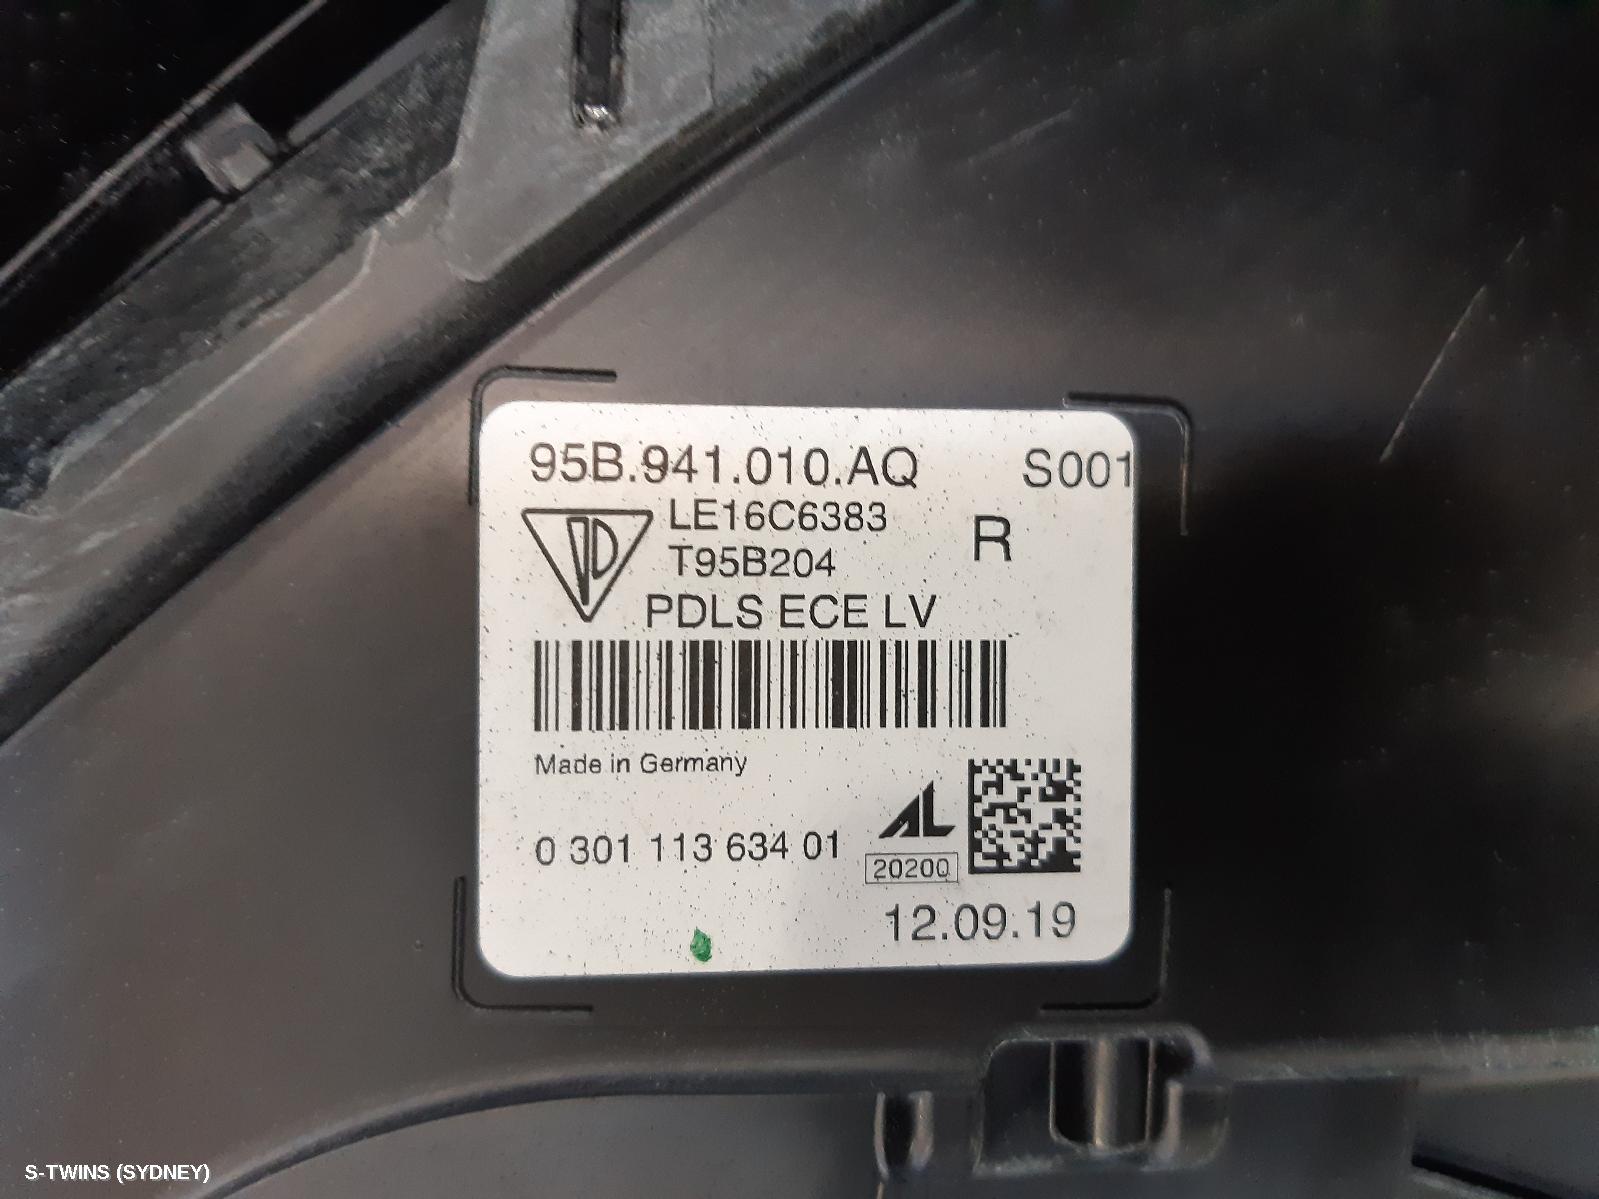 95B.941.010.AQ S001
LE16C6383
R
T95B204
PDLS ECE LV
Made in Germany
AL
0 301 113 634 01
20200
12.09.19
S-TWINS (SYDNEY)